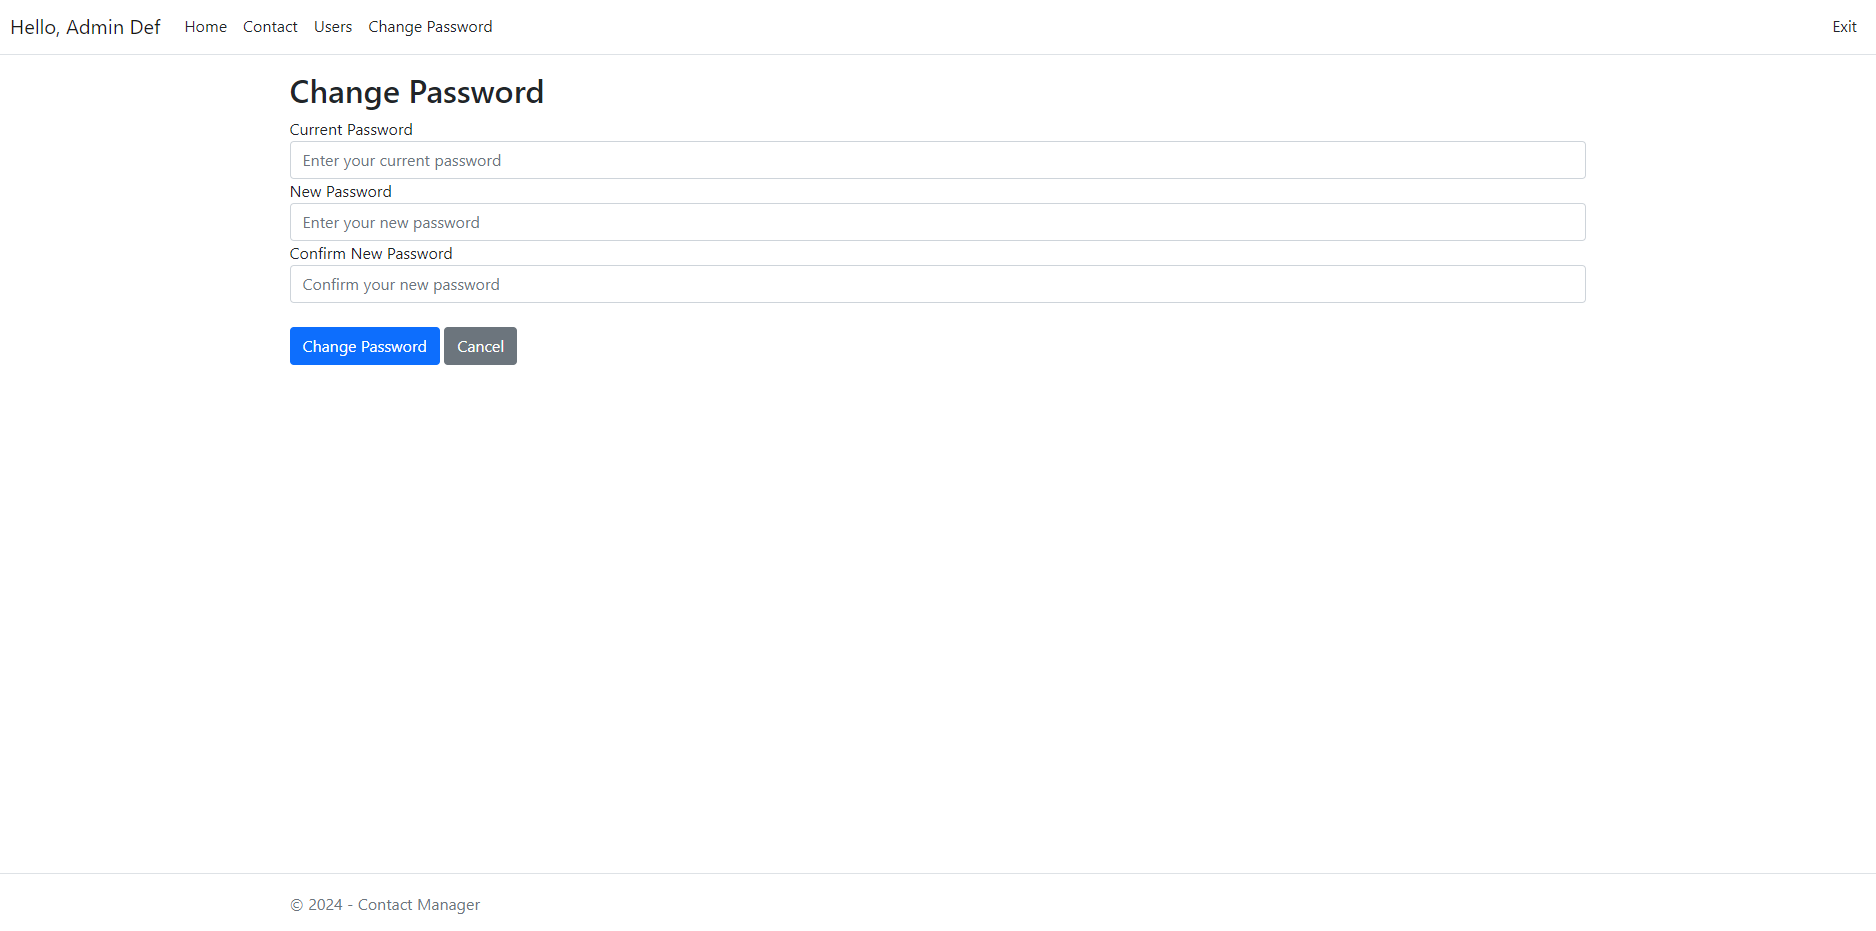 Hello, Admin Def Home Contact Users Change Password Exit
Change Password
Current Password
Enter your current password
New Password
Enter your new password
Confirm New Password
Confirm your new password
Change Password Cancel
© 2024 - Contact Manager